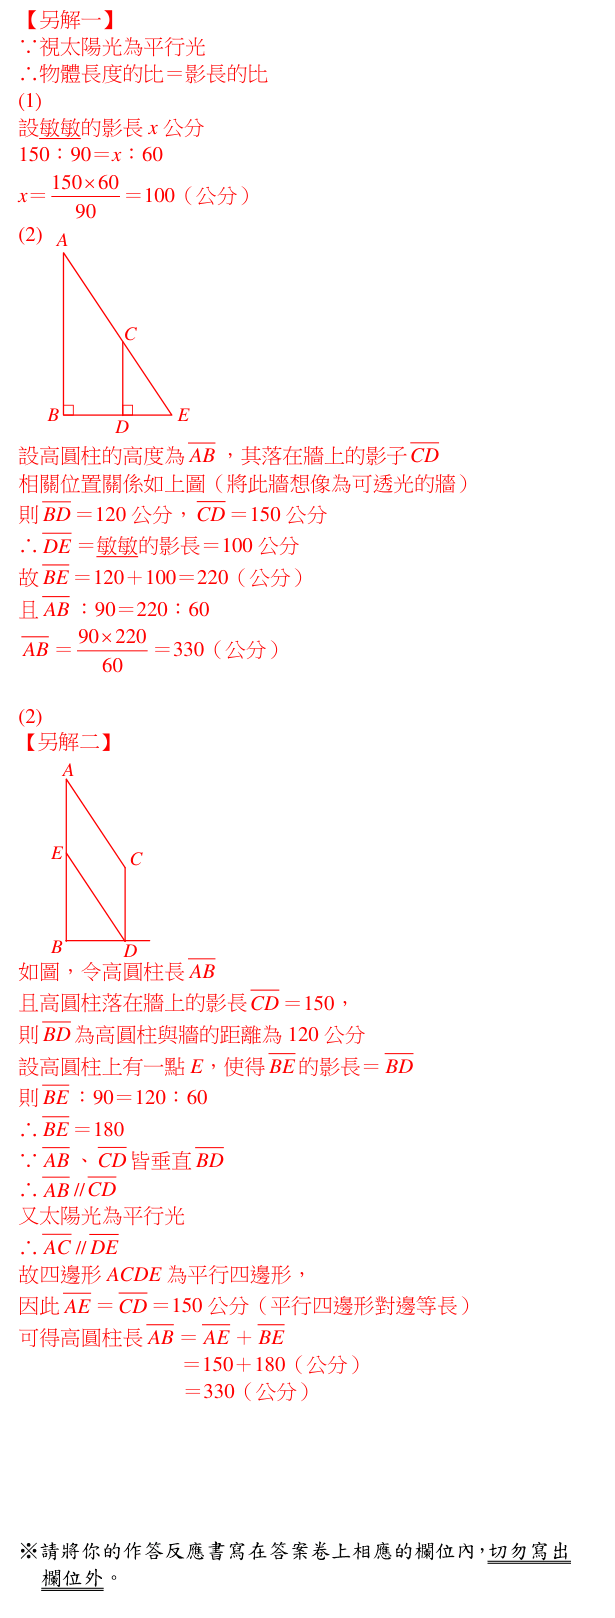 【另解一】
∵視太陽光為平行光
∴物體長度的比＝影長的比
(1)
設敏敏的影長 x 公分
150：90＝x：60
x＝150×60/90＝100（公分）
(2)
A
C
B
D
E
設高圓柱的高度為 AB，其落在牆上的影子 CD
相關位置關係如上圖（將此牆想像為可透光的牆）
則 BD＝120 公分，CD＝150 公分
∴ DE＝敏敏的影長＝100 公分
故 BE＝120＋100＝220（公分）
且 AB：90＝220：60
AB＝90×220/60＝330（公分）
(2)
【另解二】
A
E
C
B
D
如圖，令高圓柱長 AB
且高圓柱落在牆上的影長 CD＝150，
則 BD 為高圓柱與牆的距離為 120 公分
設高圓柱上有一點 E，使得 BE 的影長＝BD
則 BE：90＝120：60
∴ BE＝180
∵ AB、CD 皆垂直 BD
∴ AB // CD
又太陽光為平行光
∴ AC // DE
故四邊形 ACDE 為平行四邊形，
因此 AE＝CD＝150 公分（平行四邊形對邊等長）
可得高圓柱長 AB＝AE＋BE
＝150＋180（公分）
＝330（公分）
※請將你的作答反應書寫在答案卷上相應的欄位內，切勿寫出
欄位外。